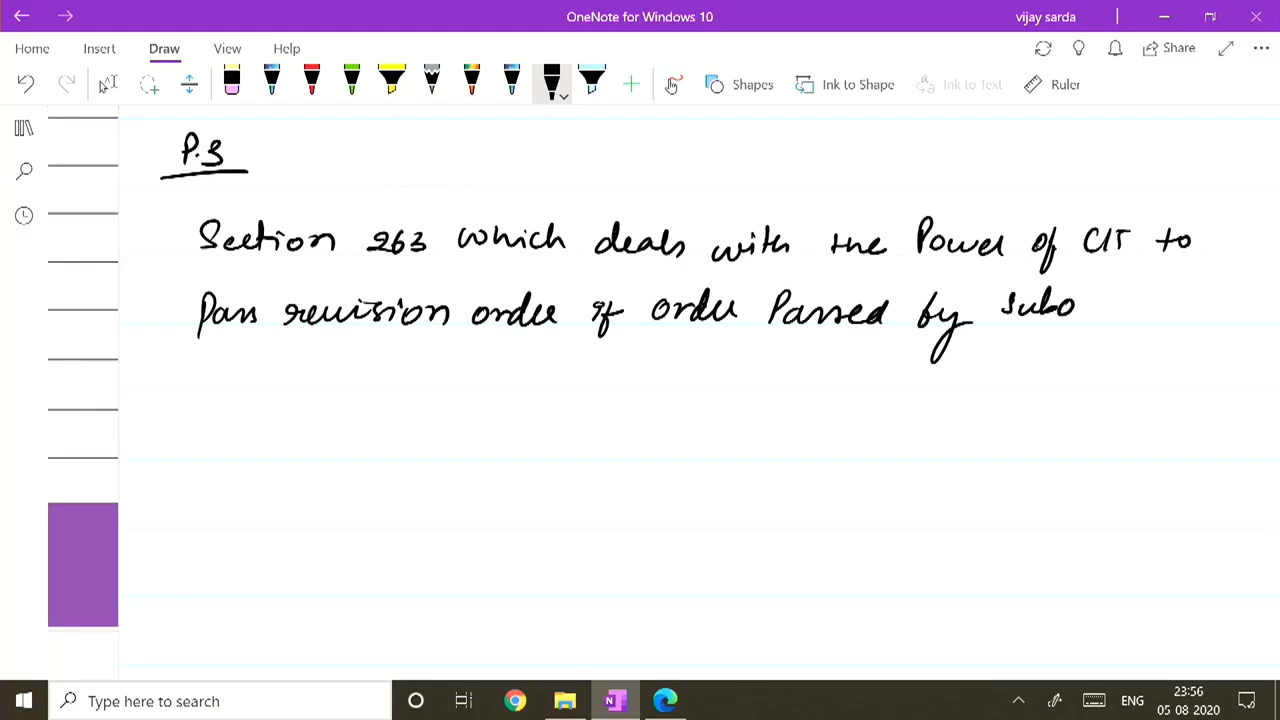 OneNote for Windows 10
vijay sarda
Home Insert Draw View Help
Share
Shapes
Ink to Shape
Ink to Text
Ruler
P.3
Section 263 which deals with the Power of CIT to
Pass revision order of order Passed by subo
Type here to search
ENG
23:56
05-08-2020